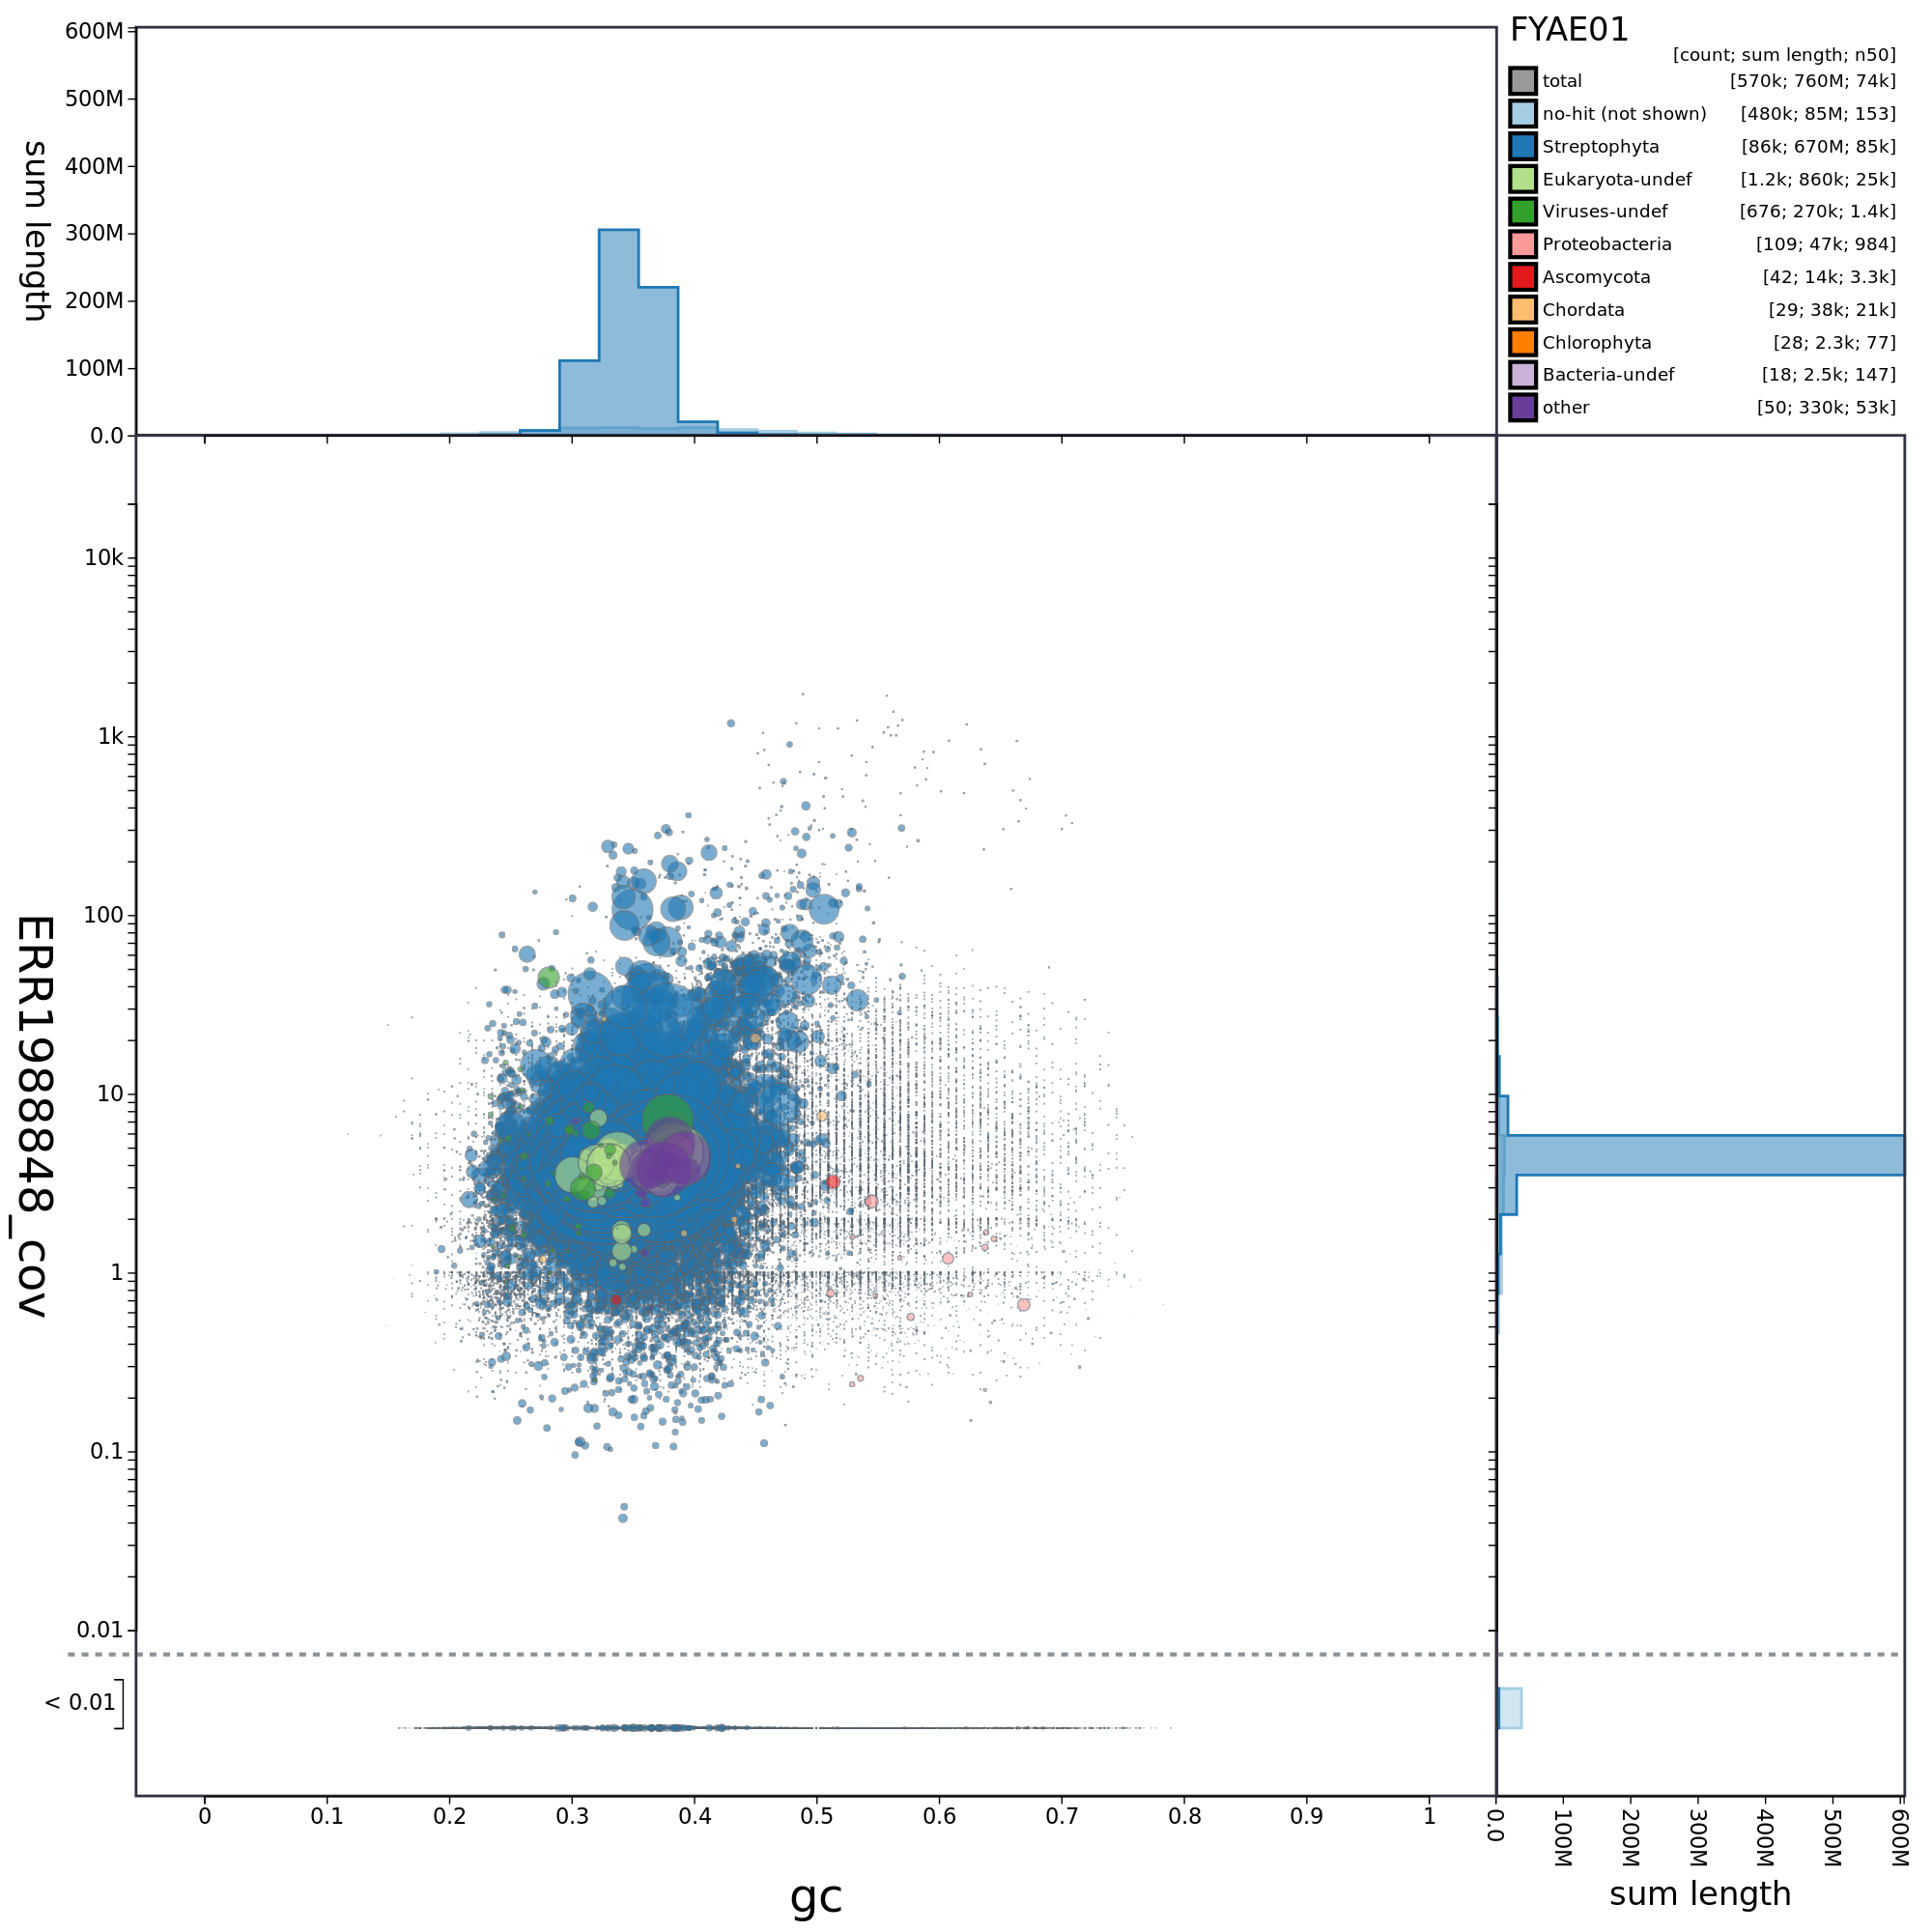 FYAE01
[count; sum length; n50]
total [570k; 760M; 74k]
no-hit (not shown) [480k; 85M; 153]
Streptophyta [86k; 670M; 85k]
Eukaryota-undef [1.2k; 860k; 25k]
Viruses-undef [676; 270k; 1.4k]
Proteobacteria [109; 47k; 984]
Ascomycota [42; 14k; 3.3k]
Chordata [29; 38k; 21k]
Chlorophyta [28; 2.3k; 77]
Bacteria-undef [18; 2.5k; 147]
other [50; 330k; 53k]
sum length
600M
500M
400M
300M
200M
100M
0.0
ERR1988848_cov
10k
1k
100
10
1
0.1
0.01
< 0.01
0 0.1 0.2 0.3 0.4 0.5 0.6 0.7 0.8 0.9 1
gc
0.0 100M 200M 300M 400M 500M 600M
sum length